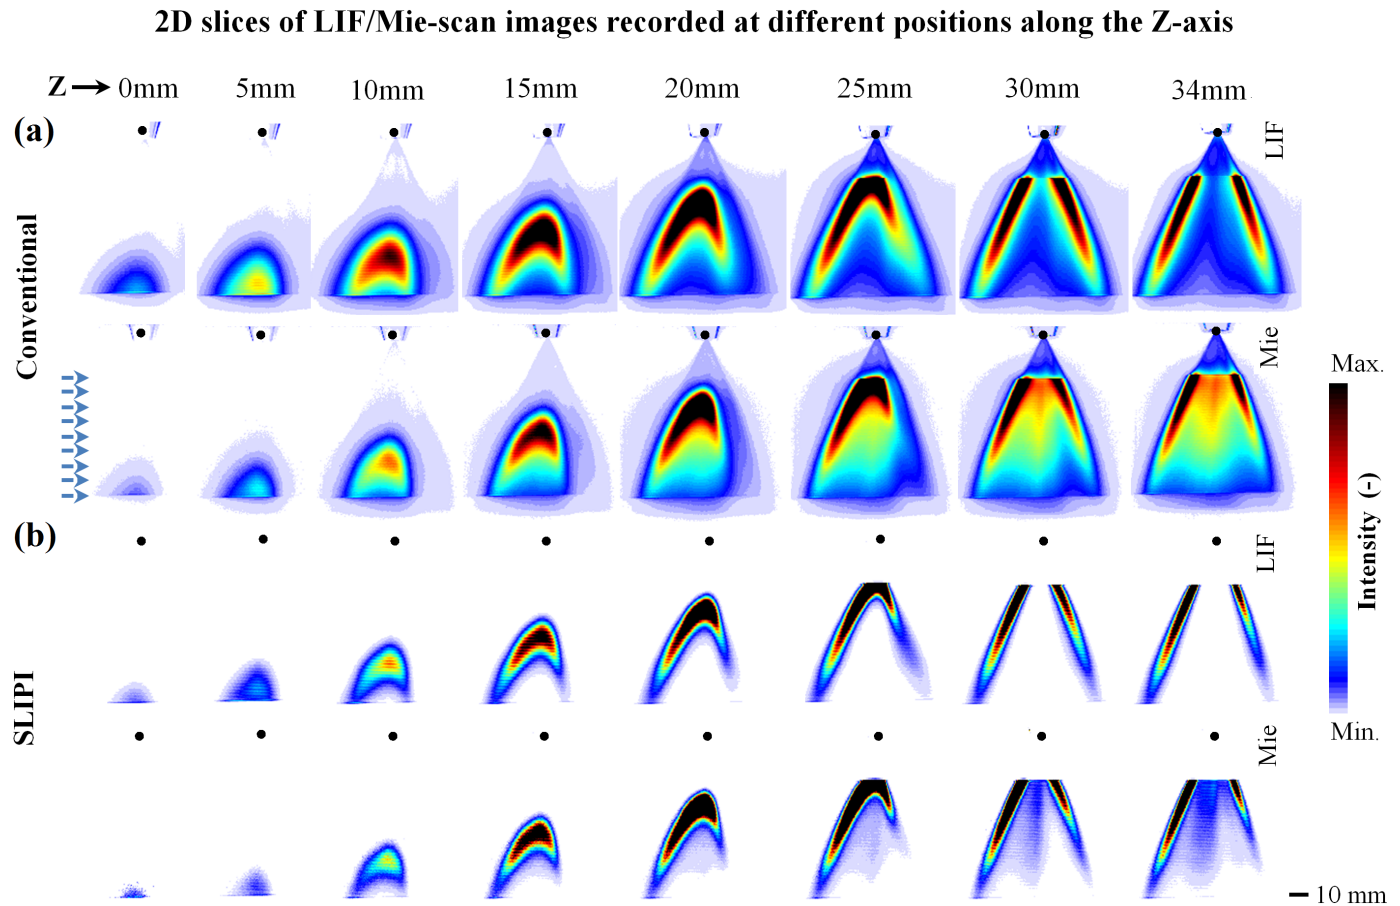 2D slices of LIF/Mie-scan images recorded at different positions along the Z-axis
Z 0mm 5mm 10mm 15mm 20mm 25mm 30mm 34mm
(a)
LIF
Conventional
Mie
Max.
Intensity (-)
Min.
(b)
LIF
SLIPI
Mie
10 mm